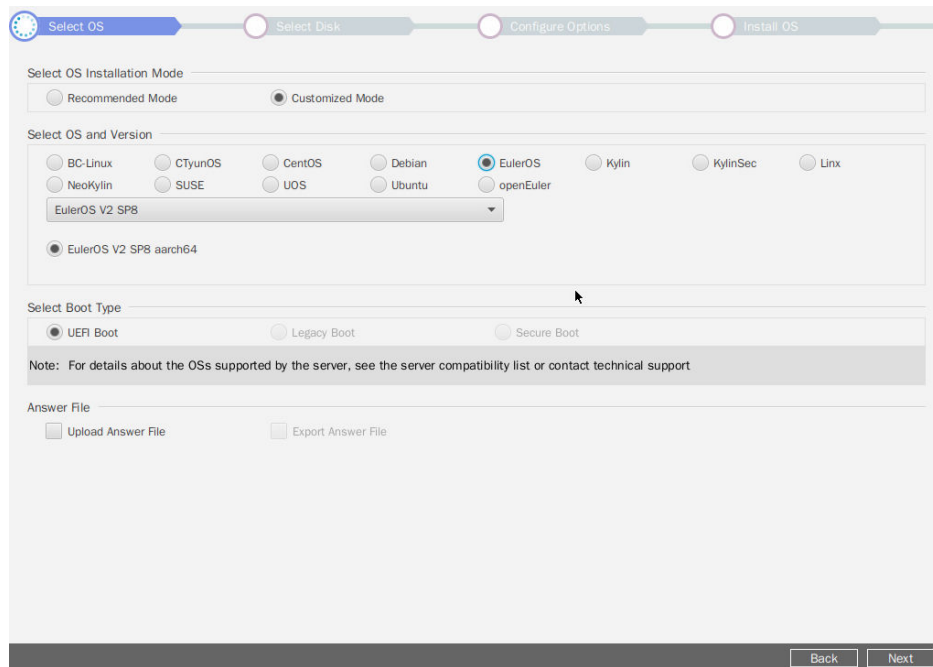 Select OS Select Disk Configure Options Install OS
Select OS Installation Mode
Recommended Mode Customized Mode
Select OS and Version
BC-Linux CTyunOS CentOS Debian EulerOS Kylin KylinSec Linx
NeoKylin SUSE UOS Ubuntu openEuler
EulerOS V2 SP8
EulerOS V2 SP8 aarch64
Select Boot Type
UEFI Boot Legacy Boot Secure Boot
Note: For details about the OSs supported by the server, see the server compatibility list or contact technical support
Answer File
Upload Answer File Export Answer File
Back Next